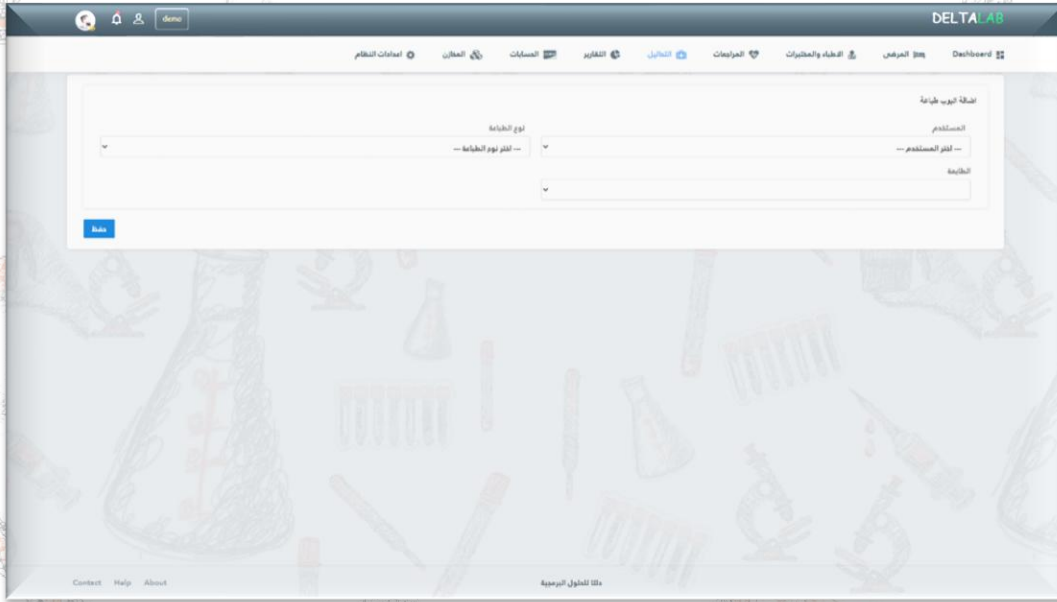 DELTALAB
demo
Dashboard
المرضى
الاطباء والمختبرات
المراجعات
التحاليل
التقارير
الحسابات
المخازن
اعدادات النظام
اضافة انبوب طباعة
المستخدم
نوع الطباعة
--- اختر المستخدم ---
--- اختر نوع الطباعة ---
الطابعة
حفظ
دلتا للحلول البرمجية
Contact Help About